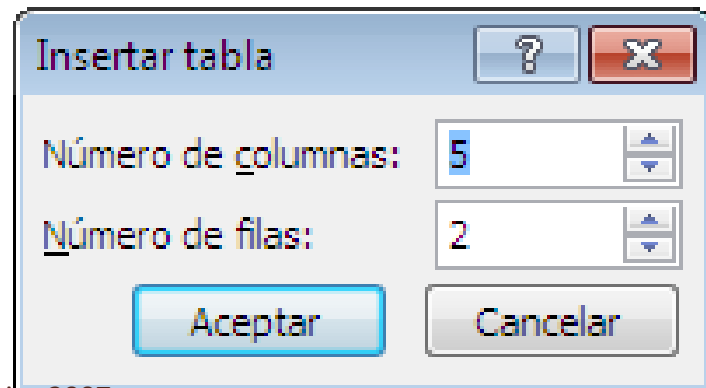 Insertar tabla
Número de columnas: 5
Número de filas: 2
Aceptar Cancelar